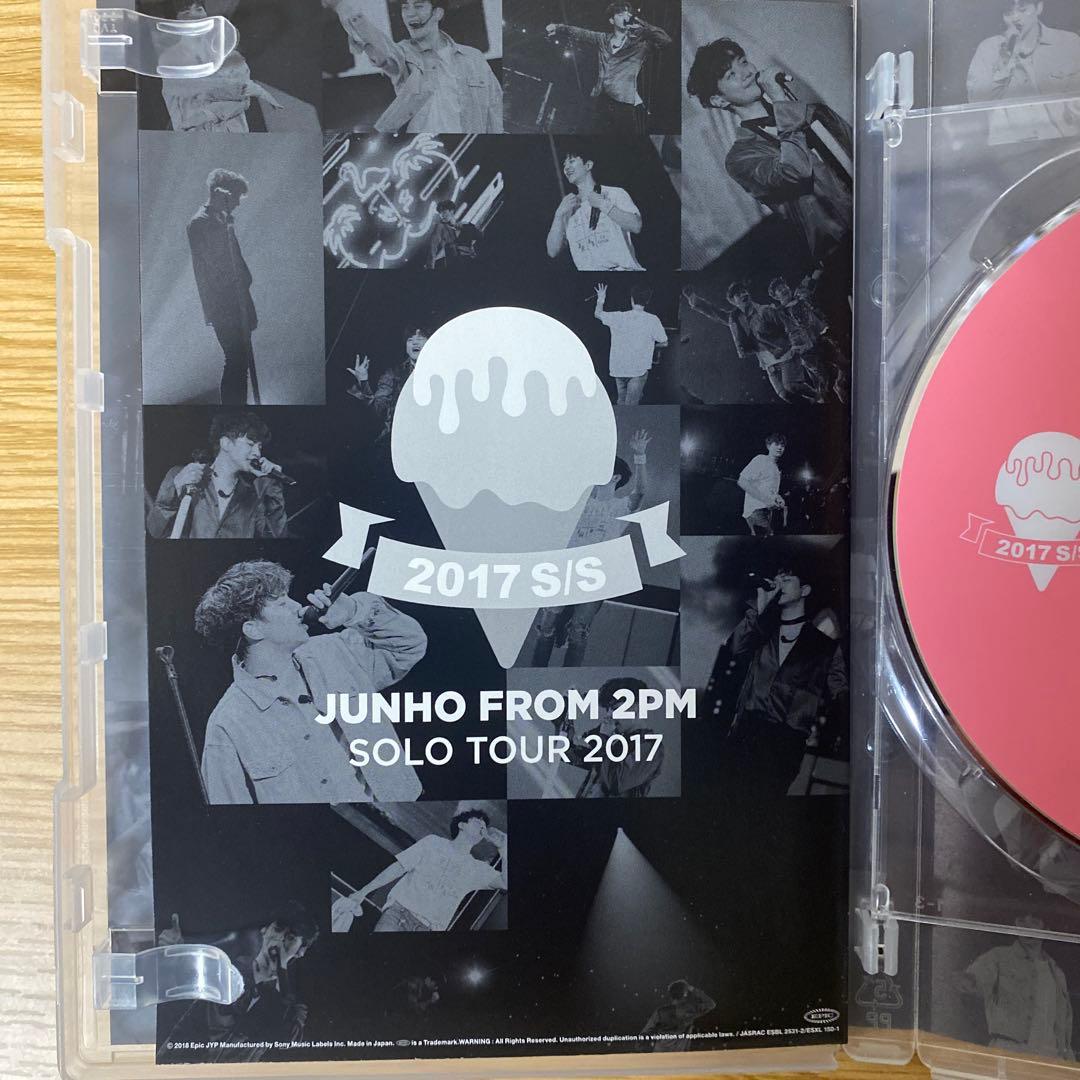 2017 S/S
JUNHO FROM 2PM
SOLO TOUR 2017
2017 S/S
EPIC
© 2018 Epic JYP Manufactured by Sony Music Labels Inc. Made in Japan. EPIC is a Trademark.WARNING : All Rights Reserved. Unauthorized duplication is a violation of applicable laws. / JASRAC ESBL 2531-2/ESXL 150-1